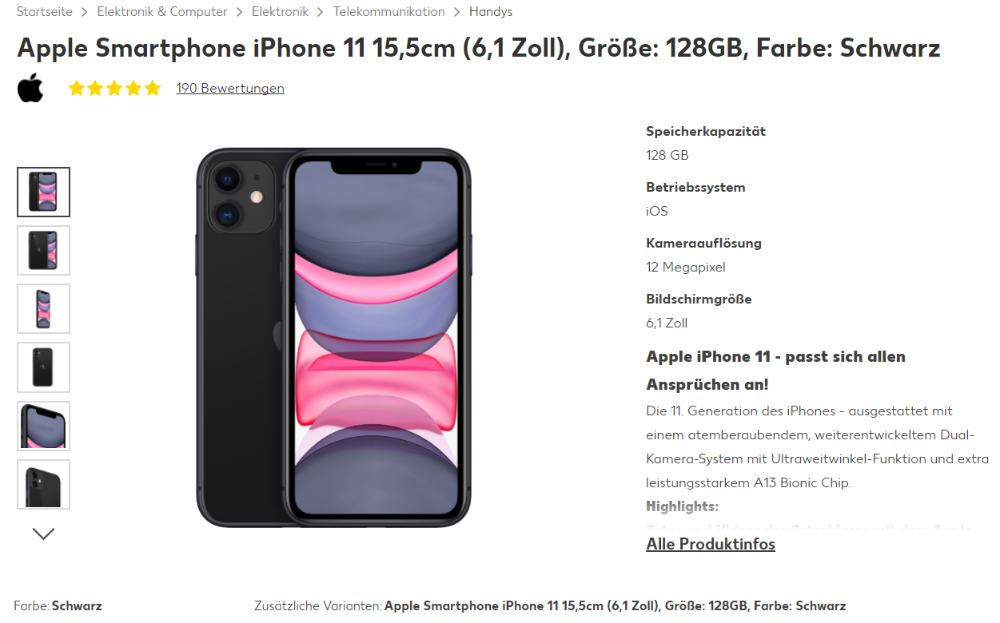 Startseite > Elektronik & Computer > Elektronik > Telekommunikation > Handys
Apple Smartphone iPhone 11 15,5cm (6,1 Zoll), Größe: 128GB, Farbe: Schwarz
190 Bewertungen
Speicherkapazität
128 GB
Betriebssystem
iOS
Kameraauflösung
12 Megapixel
Bildschirmgröße
6,1 Zoll
Apple iPhone 11 - passt sich allen
Ansprüchen an!
Die 11. Generation des iPhones - ausgestattet mit
einem atemberaubendem, weiterentwickeltem Dual-
Kamera-System mit Ultraweitwinkel-Funktion und extra
leistungsstarkem A13 Bionic Chip.
Highlights:
Alle Produktinfos
Farbe: Schwarz
Zusätzliche Varianten: Apple Smartphone iPhone 11 15,5cm (6,1 Zoll), Größe: 128GB, Farbe: Schwarz